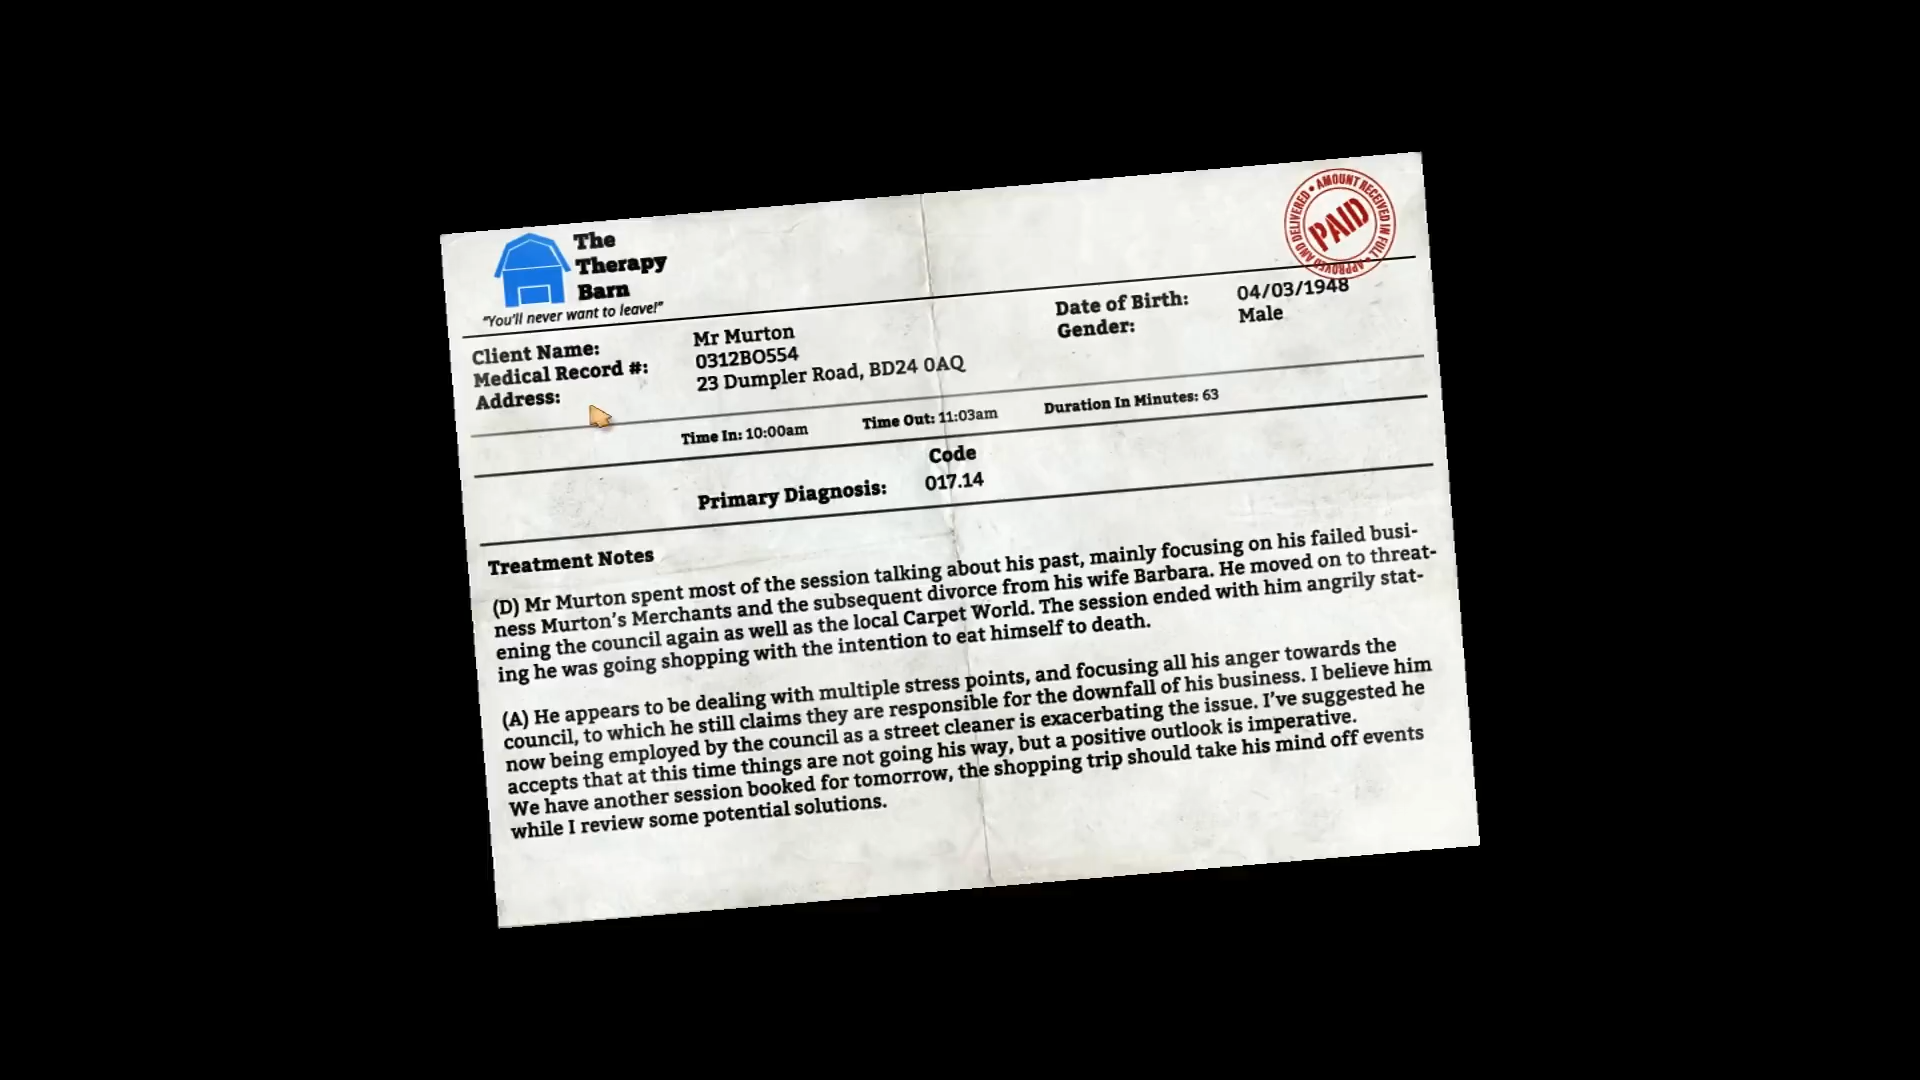 The
Therapy
Barn
"You'll never want to leave!"
AMOUNT RECEIVED IN FULL • APPROVED AND DELIVERED •
PAID
Client Name: Mr Murton
Medical Record #: 0312BO554
Address: 23 Dumpler Road, BD24 0AQ
Date of Birth: 04/03/1948
Gender: Male
Time In: 10:00am Time Out: 11:03am Duration In Minutes: 63
Code
Primary Diagnosis: 017.14
Treatment Notes
(D) Mr Murton spent most of the session talking about his past, mainly focusing on his failed busi-
ness Murton's Merchants and the subsequent divorce from his wife Barbara. He moved on to threat-
ening the council again as well as the local Carpet World. The session ended with him angrily stat-
ing he was going shopping with the intention to eat himself to death.
(A) He appears to be dealing with multiple stress points, and focusing all his anger towards the
council, to which he still claims they are responsible for the downfall of his business. I believe him
now being employed by the council as a street cleaner is exacerbating the issue. I've suggested he
accepts that at this time things are not going his way, but a positive outlook is imperative.
We have another session booked for tomorrow, the shopping trip should take his mind off events
while I review some potential solutions.